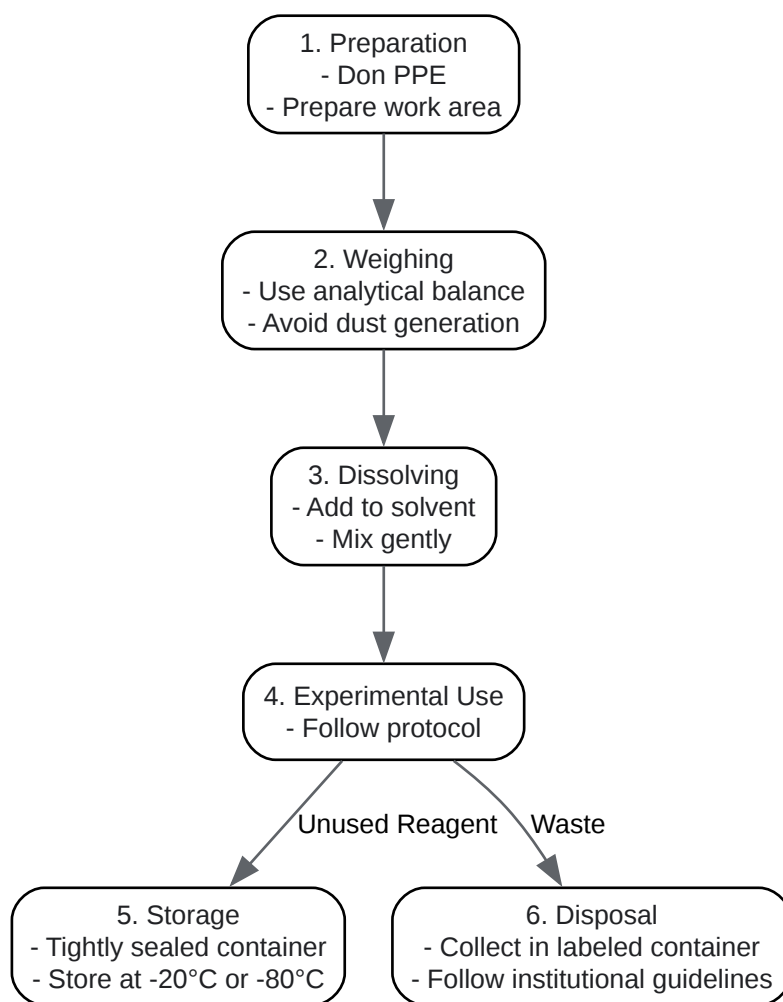 1. Preparation
- Don PPE
- Prepare work area
2. Weighing
- Use analytical balance
- Avoid dust generation
3. Dissolving
- Add to solvent
- Mix gently
4. Experimental Use
- Follow protocol
Unused Reagent
Waste
5. Storage
- Tightly sealed container
- Store at -20°C or -80°C
6. Disposal
- Collect in labeled container
- Follow institutional guidelines